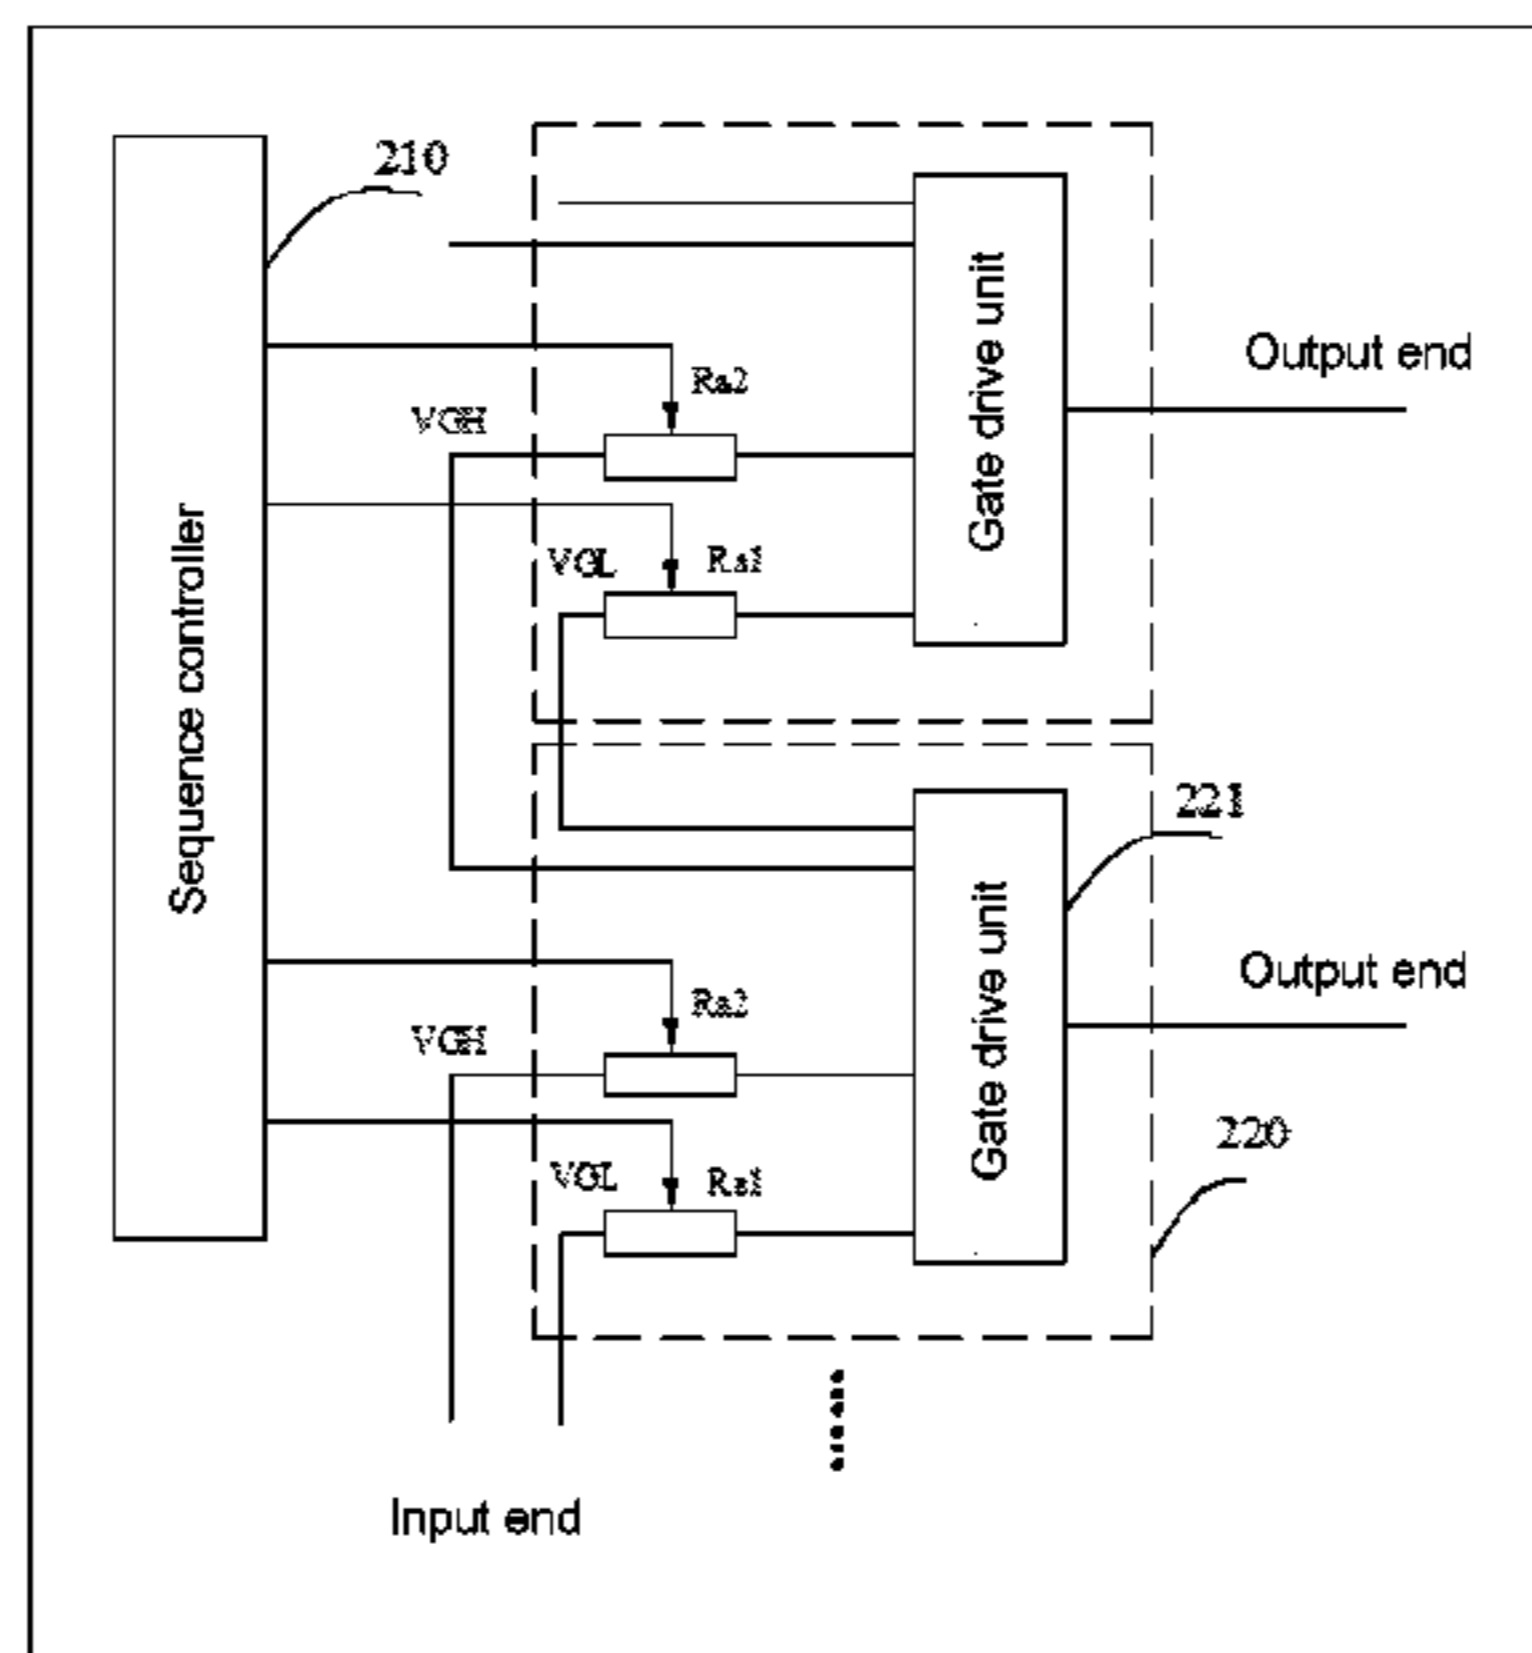 210
Ra2
VGH
Gate drive unit
Output end
Sequence controller
VGL
Ra1
221
Gate drive unit
Output end
Ra2
VGH
220
VGL
Ra1
Input end